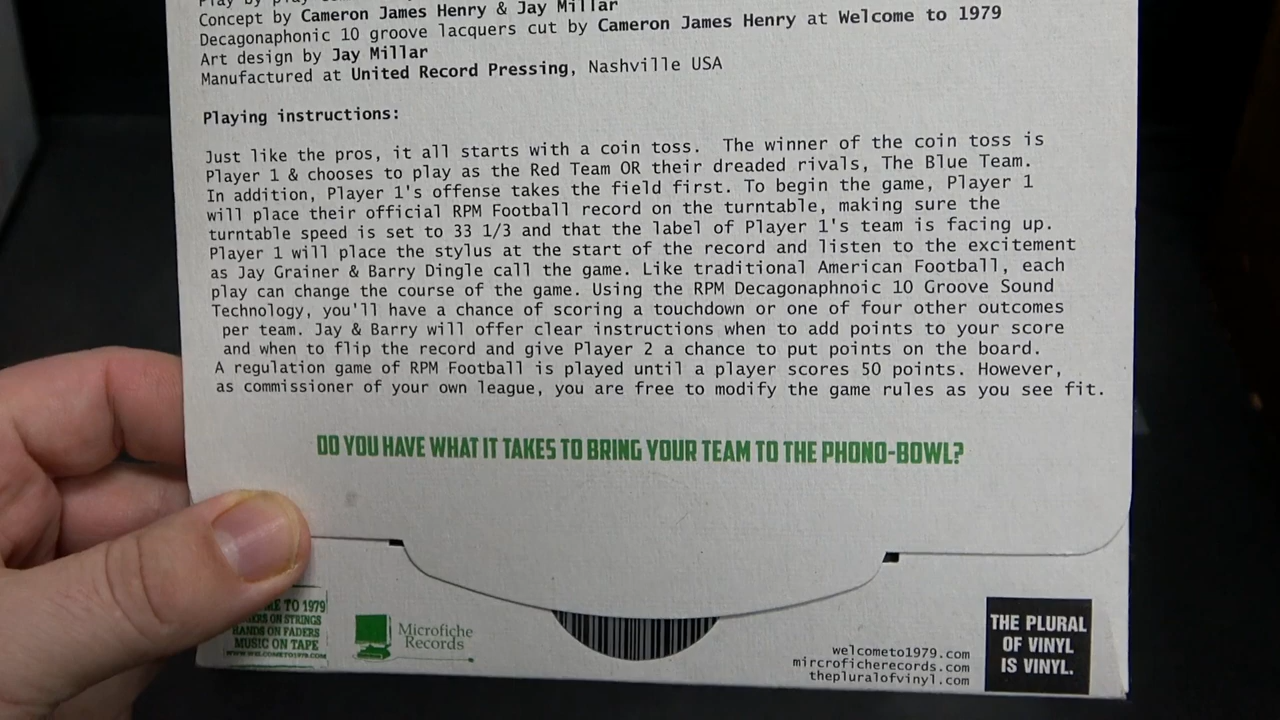 Play by play
Concept by Cameron James Henry & Jay Millar
Decagonaphonic 10 groove lacquers cut by Cameron James Henry at Welcome to 1979
Art design by Jay Millar
Manufactured at United Record Pressing, Nashville USA
Playing instructions:
Just like the pros, it all starts with a coin toss. The winner of the coin toss is
Player 1 & chooses to play as the Red Team OR their dreaded rivals, The Blue Team.
In addition, Player 1's offense takes the field first. To begin the game, Player 1
will place their official RPM Football record on the turntable, making sure the
turntable speed is set to 33 1/3 and that the label of Player 1's team is facing up.
Player 1 will place the stylus at the start of the record and listen to the excitement
as Jay Grainer & Barry Dingle call the game. Like traditional American Football, each
play can change the course of the game. Using the RPM Decagonaphnoic 10 Groove Sound
Technology, you'll have a chance of scoring a touchdown or one of four other outcomes
per team. Jay & Barry will offer clear instructions when to add points to your score
and when to flip the record and give Player 2 a chance to put points on the board.
A regulation game of RPM Football is played until a player scores 50 points. However,
as commissioner of your own league, you are free to modify the game rules as you see fit.
DO YOU HAVE WHAT IT TAKES TO BRING YOUR TEAM TO THE PHONO-BOWL?
TO 1979
ON STRINGS
HANDS ON FADERS
MUSIC ON TAPE
WWW.WELCOMETO1979.COM
Microfiche
Records
welcometo1979.com
mircroficherecords.com
thepluralofvinyl.com
THE PLURAL
OF VINYL
IS VINYL.